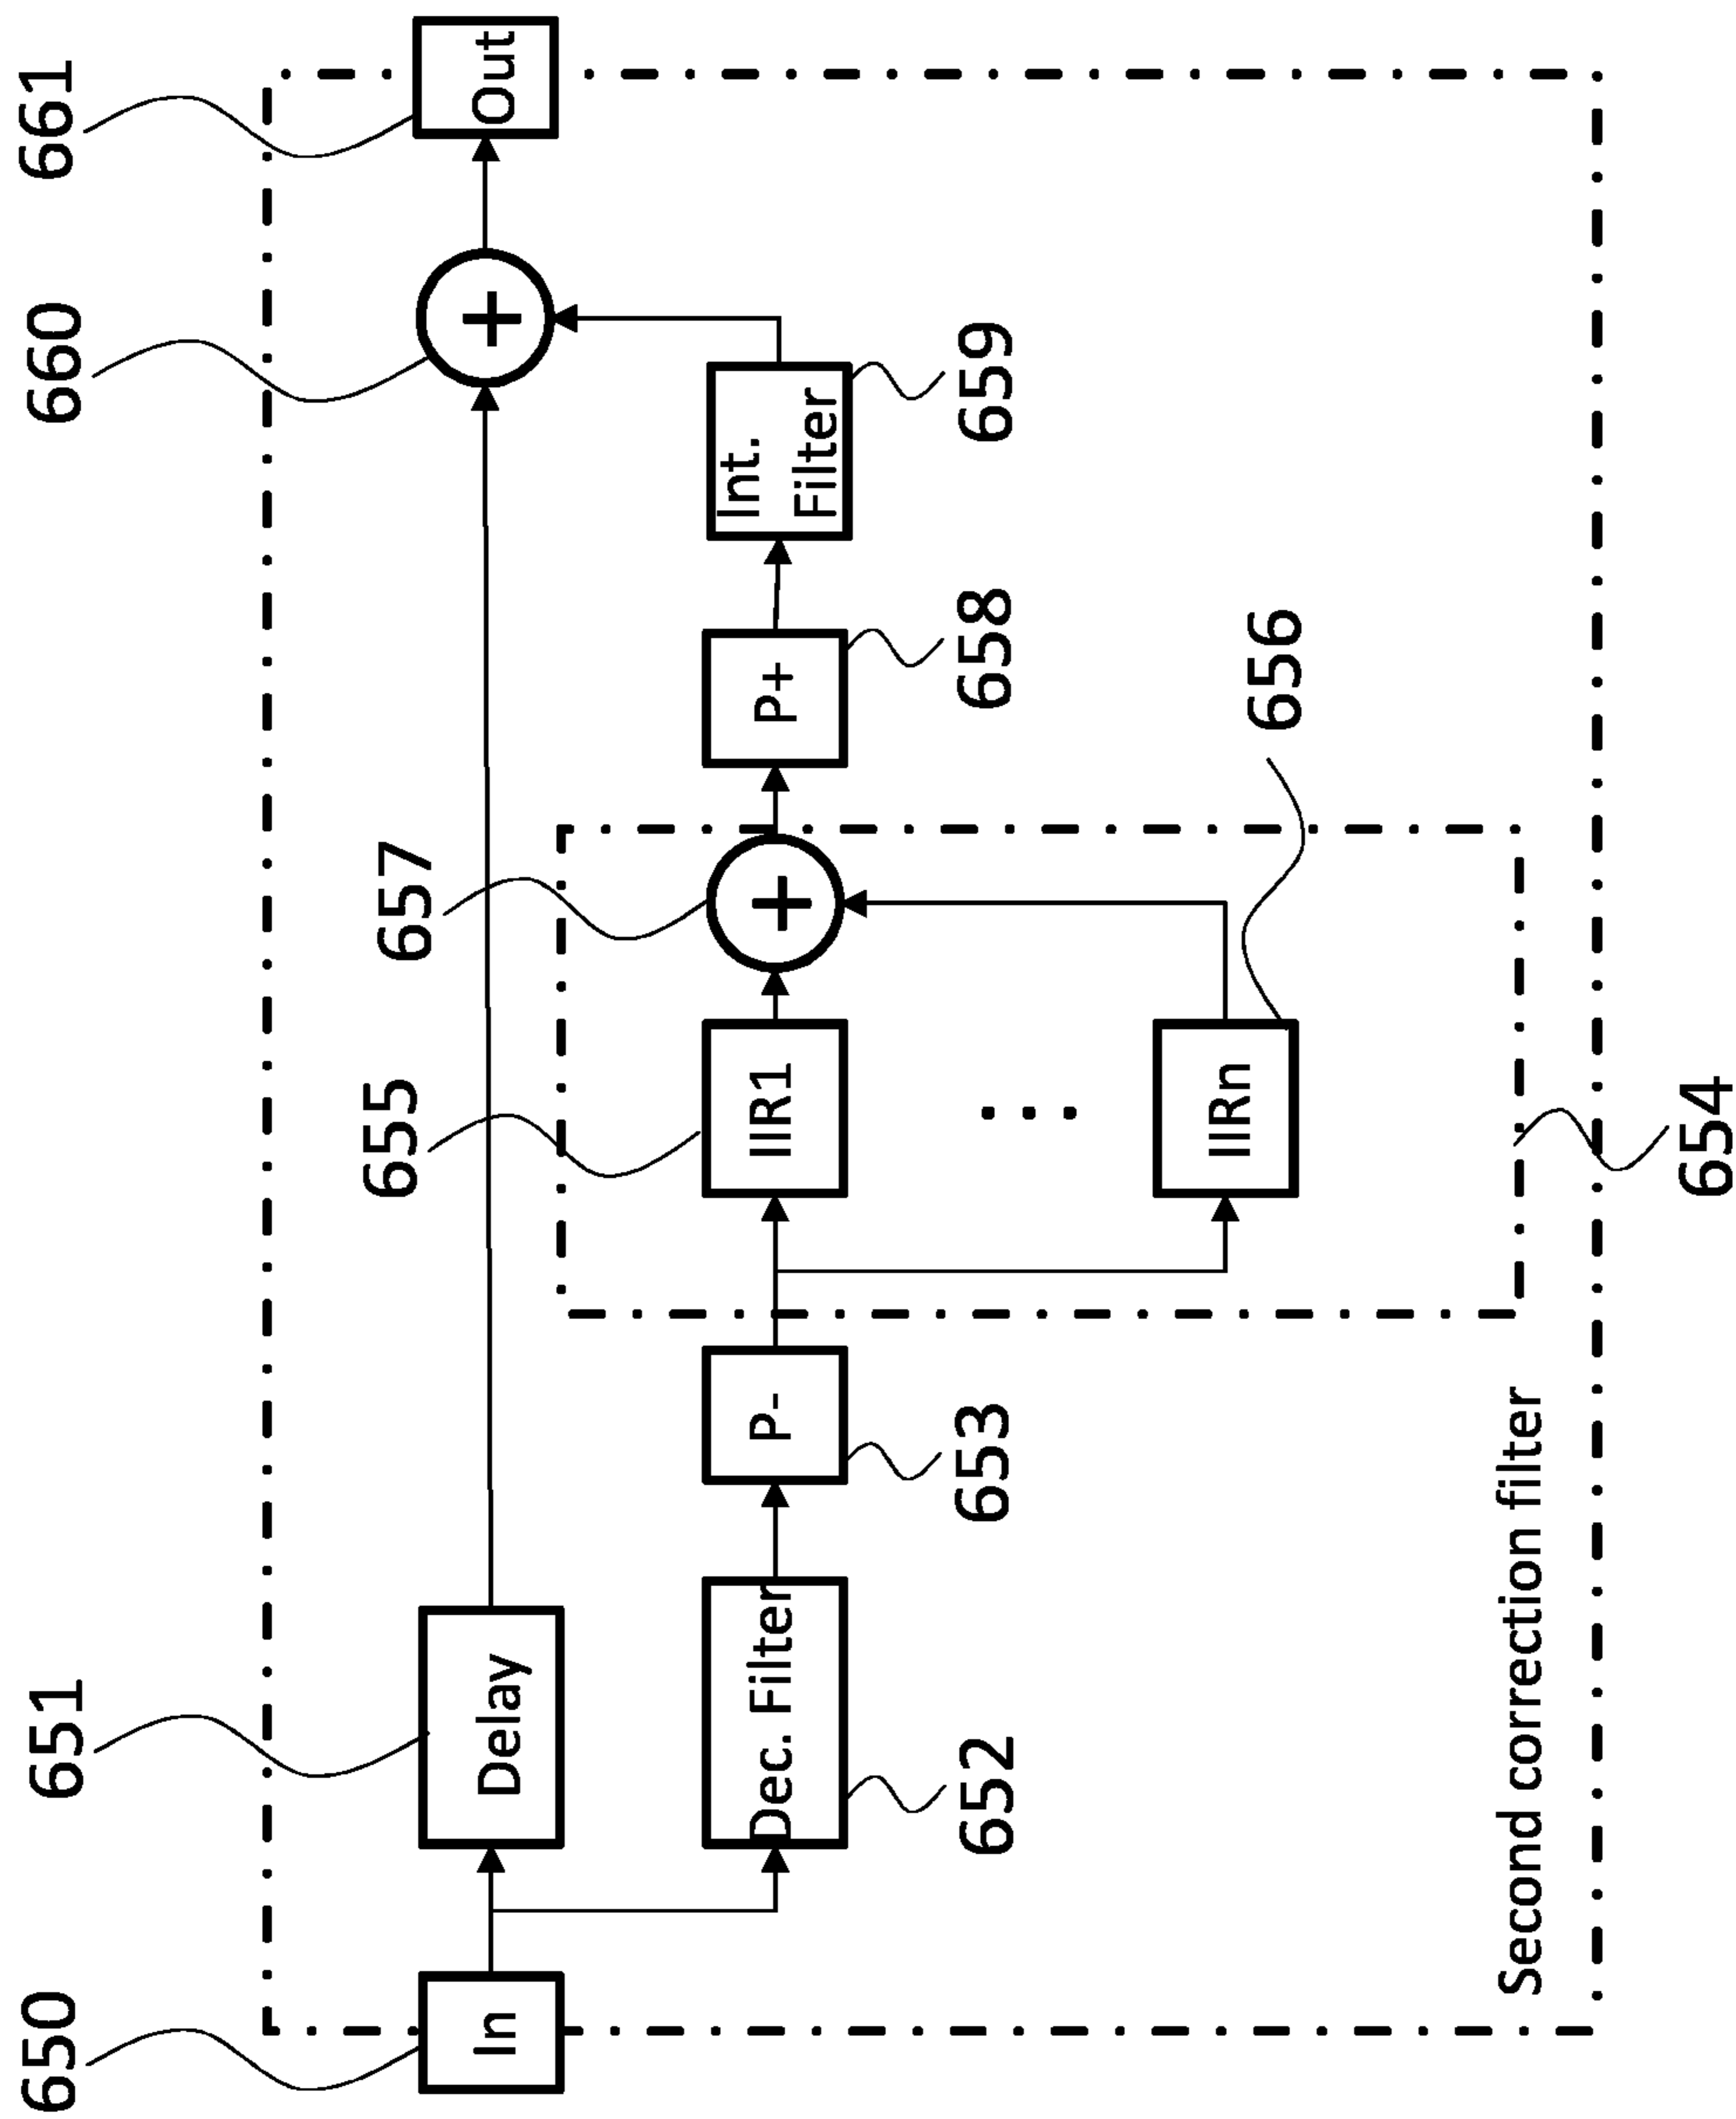 650
651
660
661
In
Delay
+
out
655
657
Dec. Filter
P-
IIR1
+
P+
Int.
Filter
652
653
658
659
...
IIRn
656
Second correction filter
654